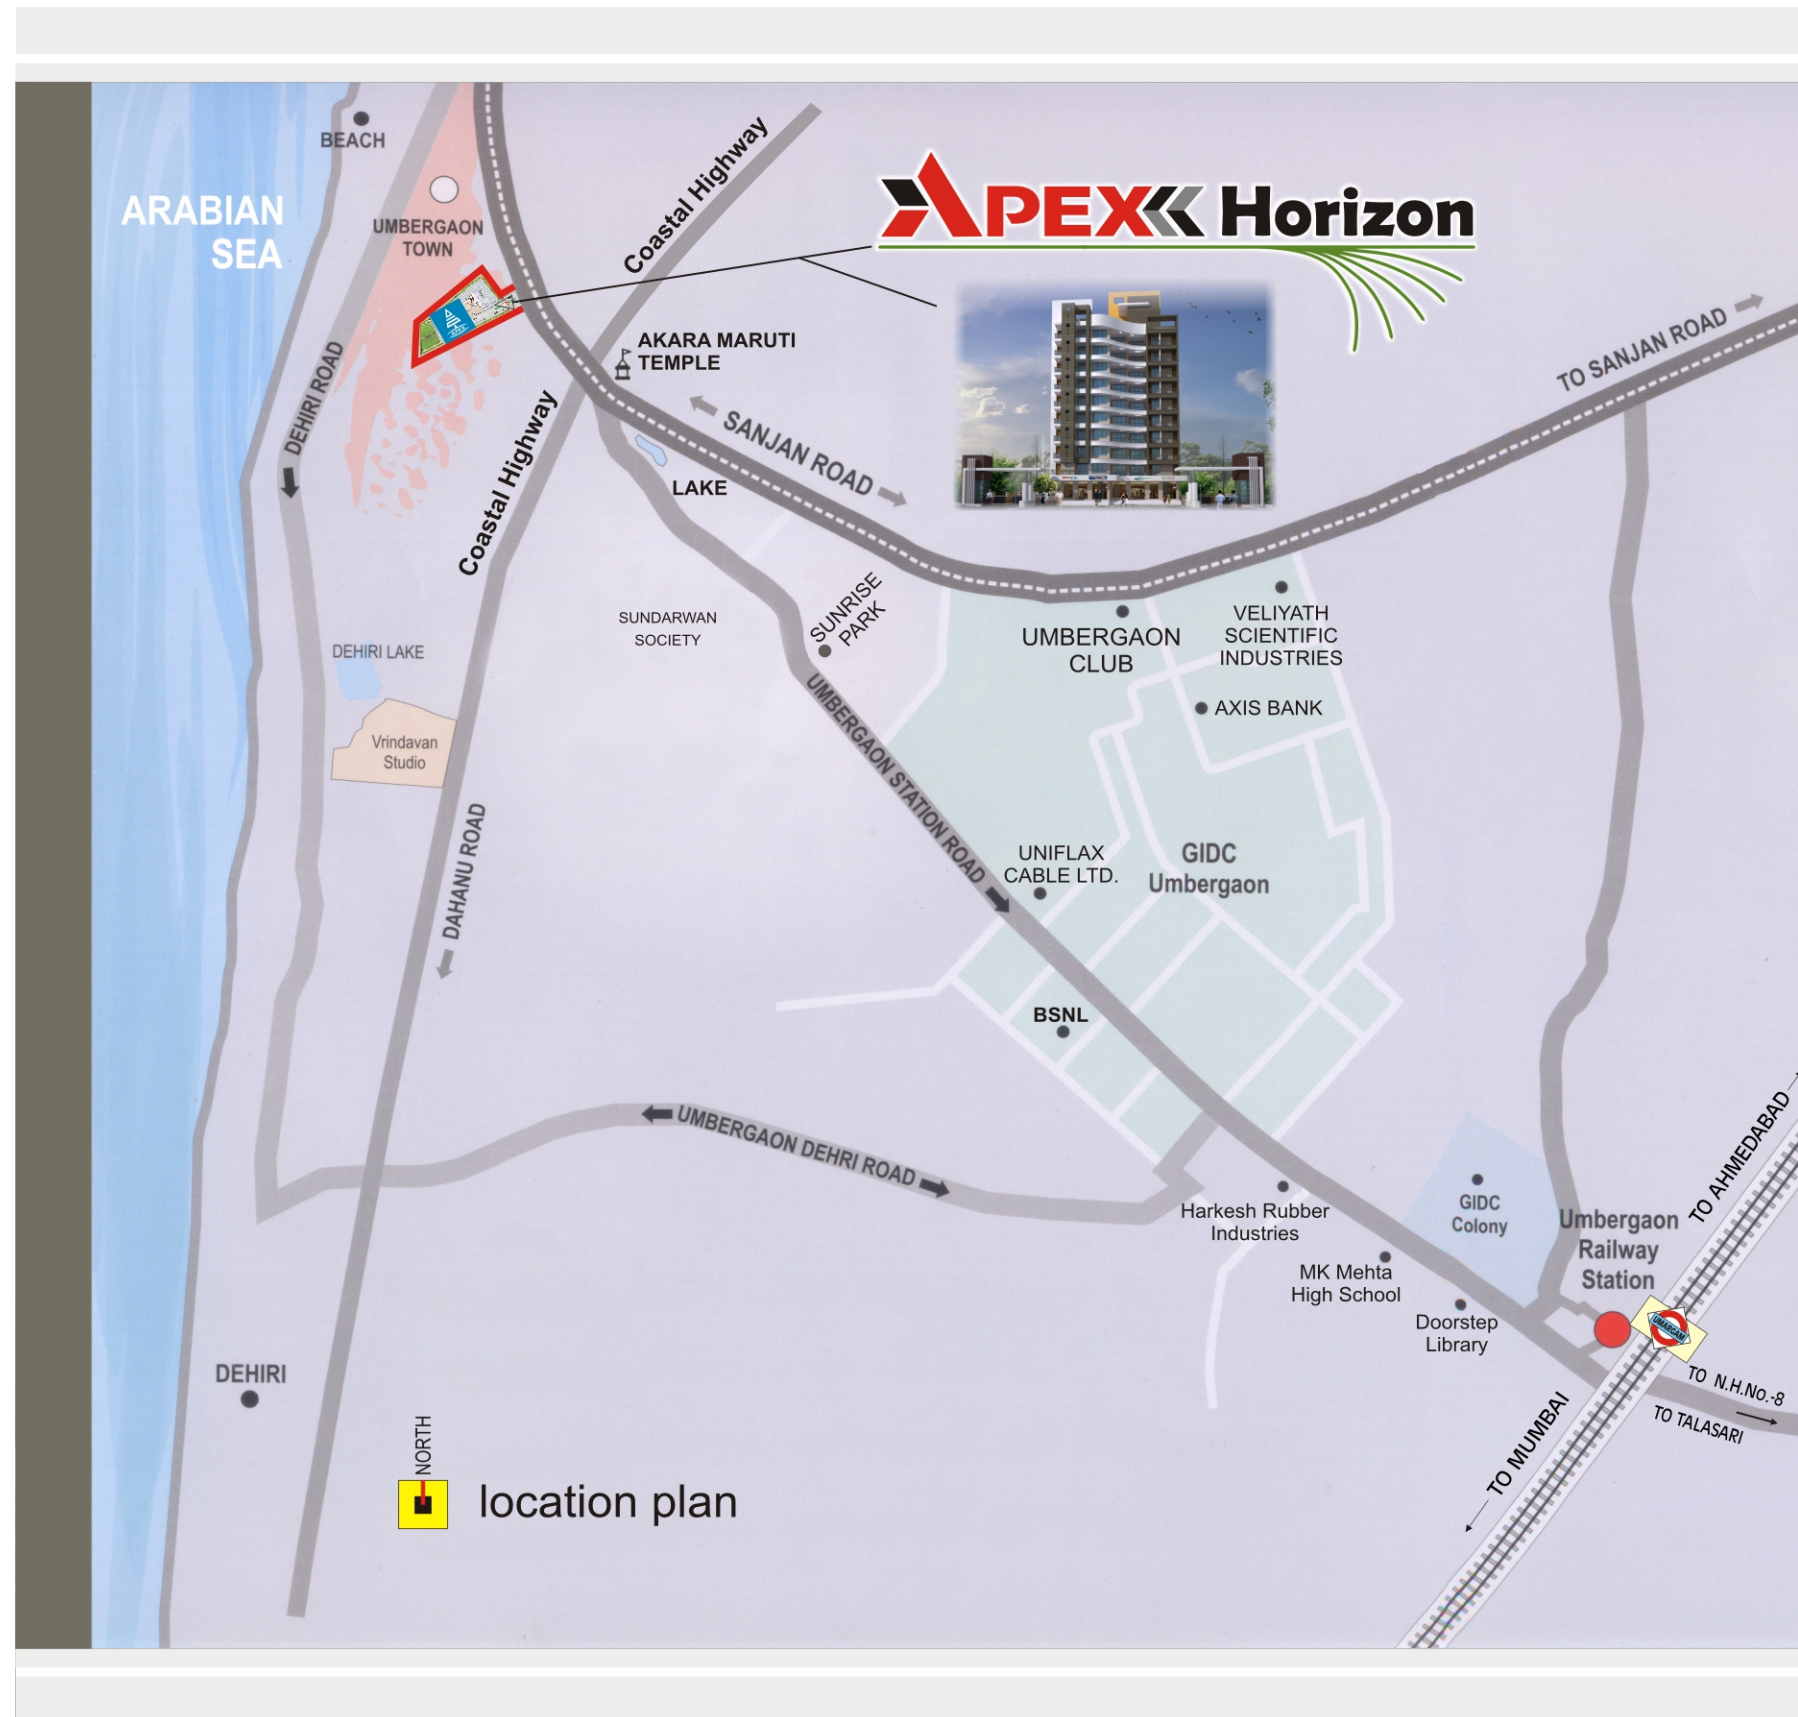 BEACH
ARABIAN
SEA
UMBERGAON
TOWN
Coastal Highway
APEX Horizon
DEHIRI ROAD
AKARA MARUTI
TEMPLE
TO SANJAN ROAD
SANJAN ROAD
Coastal Highway
LAKE
SUNDARWAN
SOCIETY
SUNRISE
PARK
UMBERGAON
CLUB
VELIYATH
SCIENTIFIC
INDUSTRIES
DEHIRI LAKE
AXIS BANK
Vrindavan
Studio
UMBERGAON STATION ROAD
DAHANU ROAD
UNIFLAX
CABLE LTD.
GIDC
Umbergaon
BSNL
UMBERGAON DEHRI ROAD
TO AHMEDABAD
Harkesh Rubber
Industries
GIDC
Colony
Umbergaon
Railway
Station
MK Mehta
High School
Doorstep
Library
UMARGAM
DEHIRI
TO N.H.No.-8
TO TALASARI
TO MUMBAI
NORTH
location plan